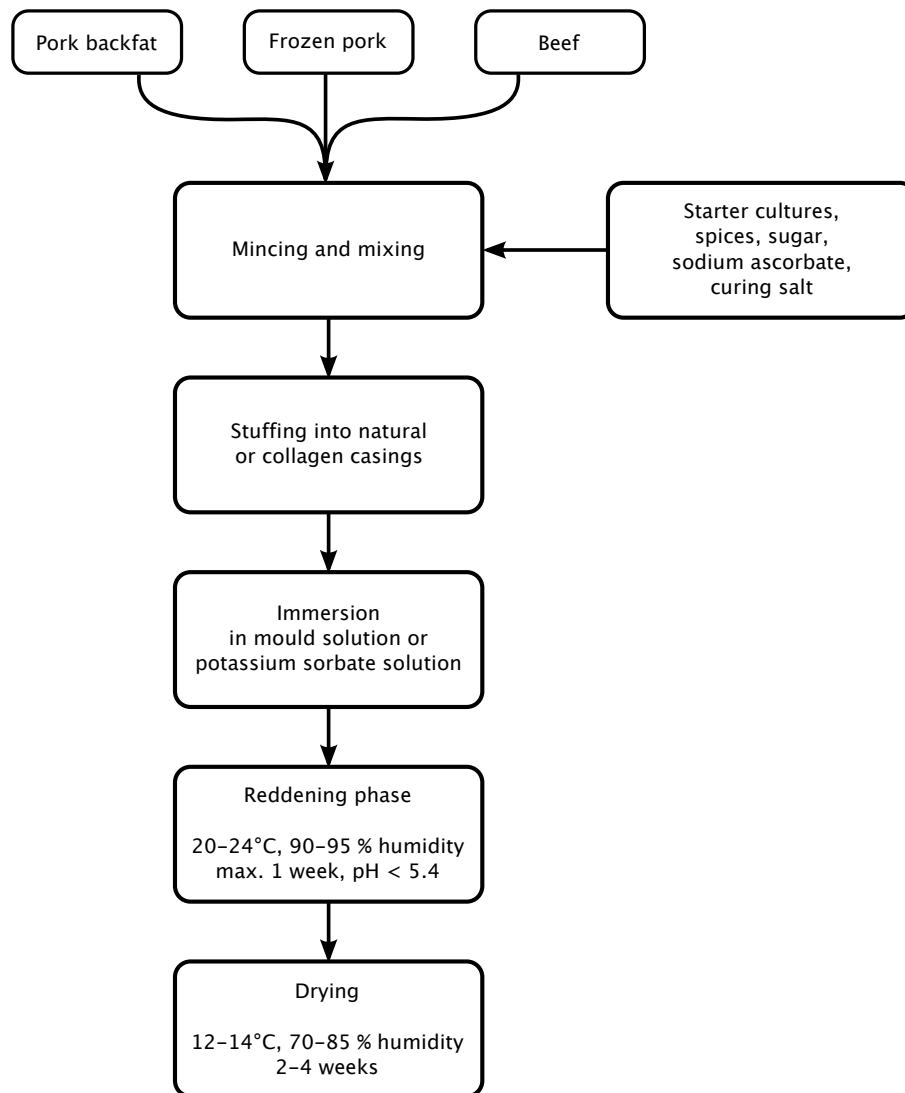 Pork backfat
Frozen pork
Beef
Mincing and mixing
Starter cultures,
spices, sugar,
sodium ascorbate,
curing salt
Stuffing into natural
or collagen casings
Immersion
in mould solution or
potassium sorbate solution
Reddening phase
20–24°C, 90–95 % humidity
max. 1 week, pH < 5.4
Drying
12–14°C, 70–85 % humidity
2–4 weeks